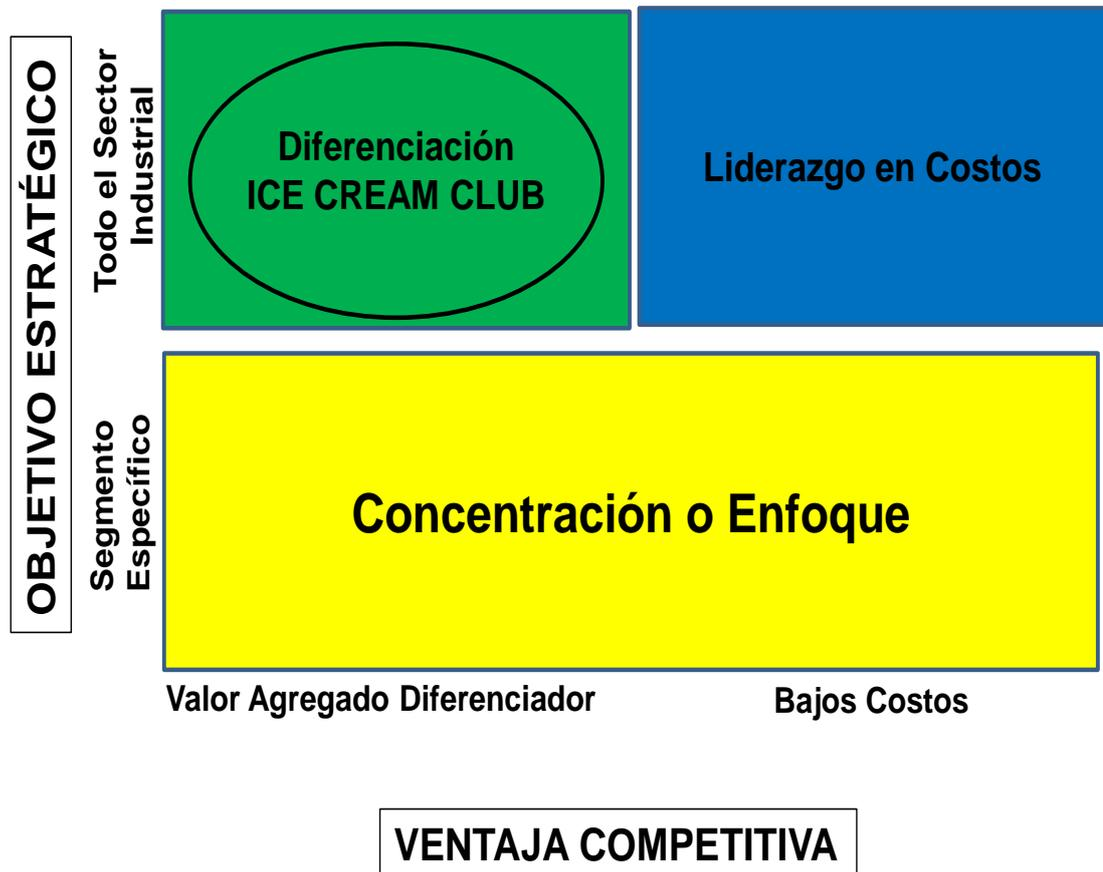 OBJETIVO ESTRATÉGICO
Todo el Sector
Industrial
Diferenciación
ICE CREAM CLUB
Liderazgo en Costos
Segmento
Específico
Concentración o Enfoque
Valor Agregado Diferenciador
Bajos Costos
VENTAJA COMPETITIVA